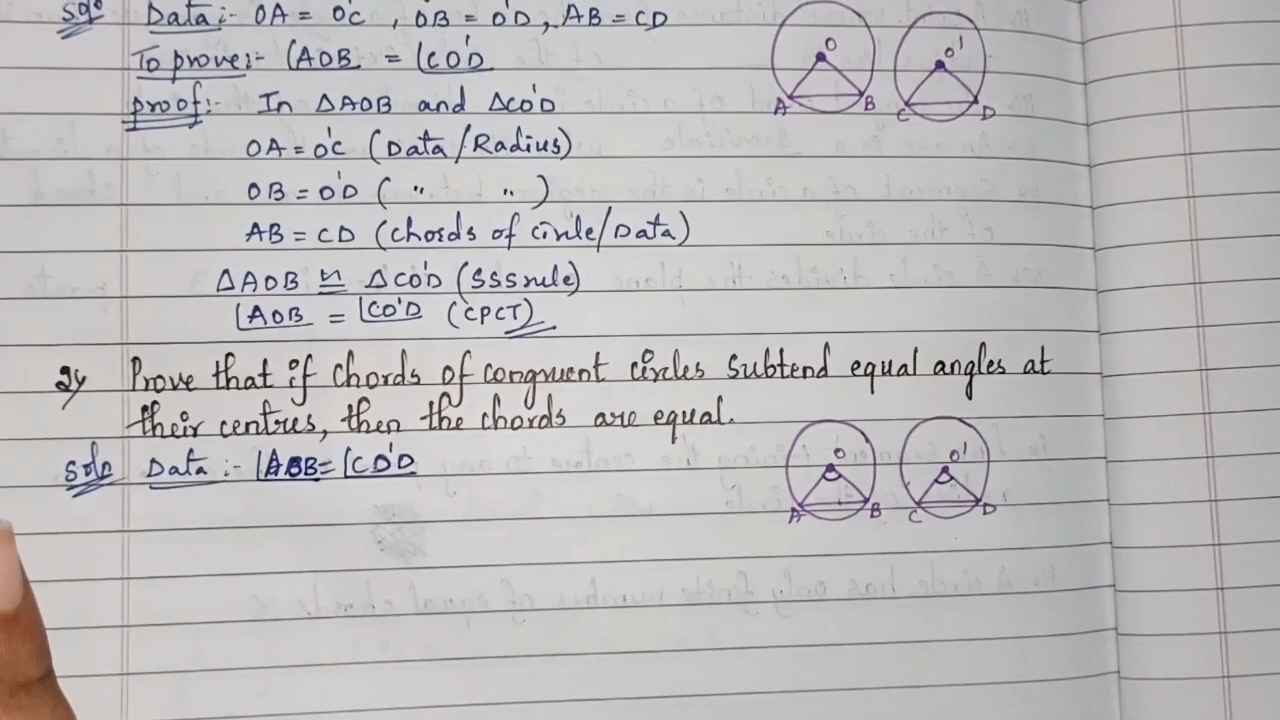 Soln Data :- OA = O'C , OB = O'D , AB = CD
To prove :- ∠AOB = ∠CO'D
Proof :- In ΔAOB and ΔCO'D
OA = O'C (Data/Radius)
OB = O'D ( " " )
AB = CD (chords of circle/Data)
ΔAOB ≅ ΔCO'D (SSS rule)
∠AOB = ∠CO'D (CPCT)
O O'
A B C D
2) Prove that if chords of congruent circles subtend equal angles at
their centres, then the chords are equal.
Soln Data :- ∠AOB = ∠CO'D
O O'
A B C D